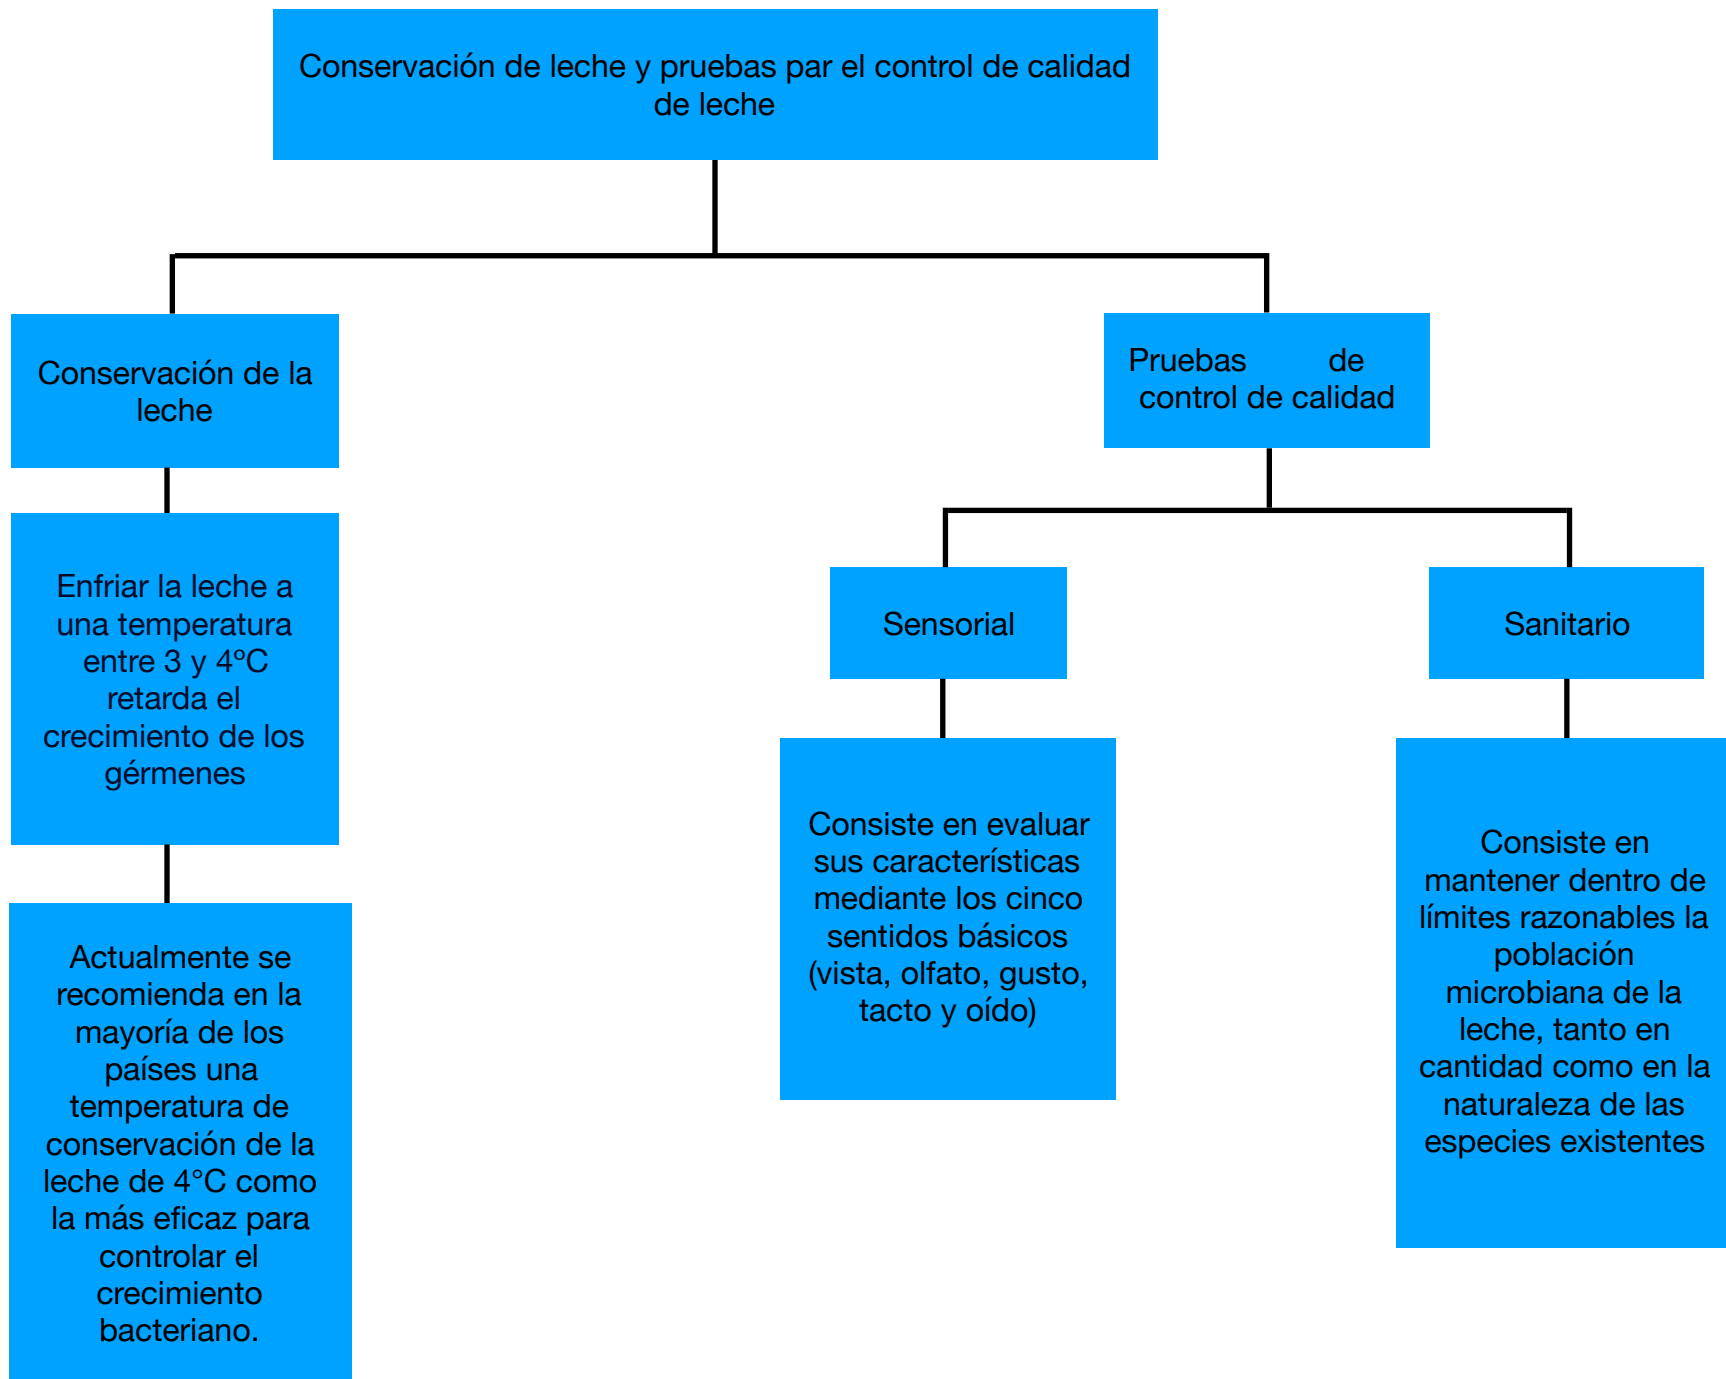 Conservación de leche y pruebas par el control de calidad
de leche
Conservación de la
leche
Enfriar la leche a
una temperatura
entre 3 y 4ºC
retarda el
crecimiento de los
gérmenes
Actualmente se
recomienda en la
mayoría de los
países una
temperatura de
conservación de la
leche de 4°C como
la más eficaz para
controlar el
crecimiento
bacteriano.
Pruebas de
control de calidad
Sensorial
Consiste en evaluar
sus características
mediante los cinco
sentidos básicos
(vista, olfato, gusto,
tacto y oído)
Sanitario
Consiste en
mantener dentro de
límites razonables la
población
microbiana de la
leche, tanto en
cantidad como en la
naturaleza de las
especies existentes